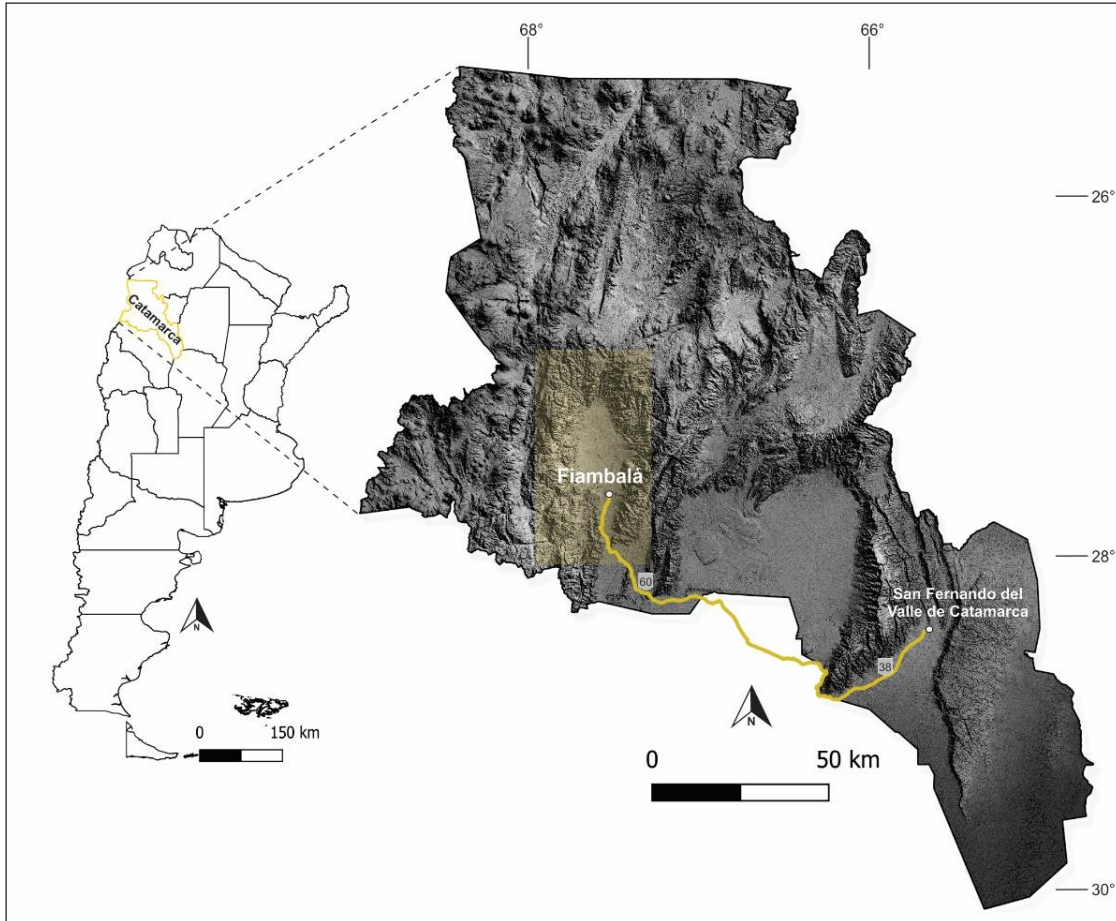 68°
66°
26°
Catamarca
Fiambalá
28°
60
San Fernando del
Valle de Catamarca
38
N
N
0 150 km
0 50 km
30°